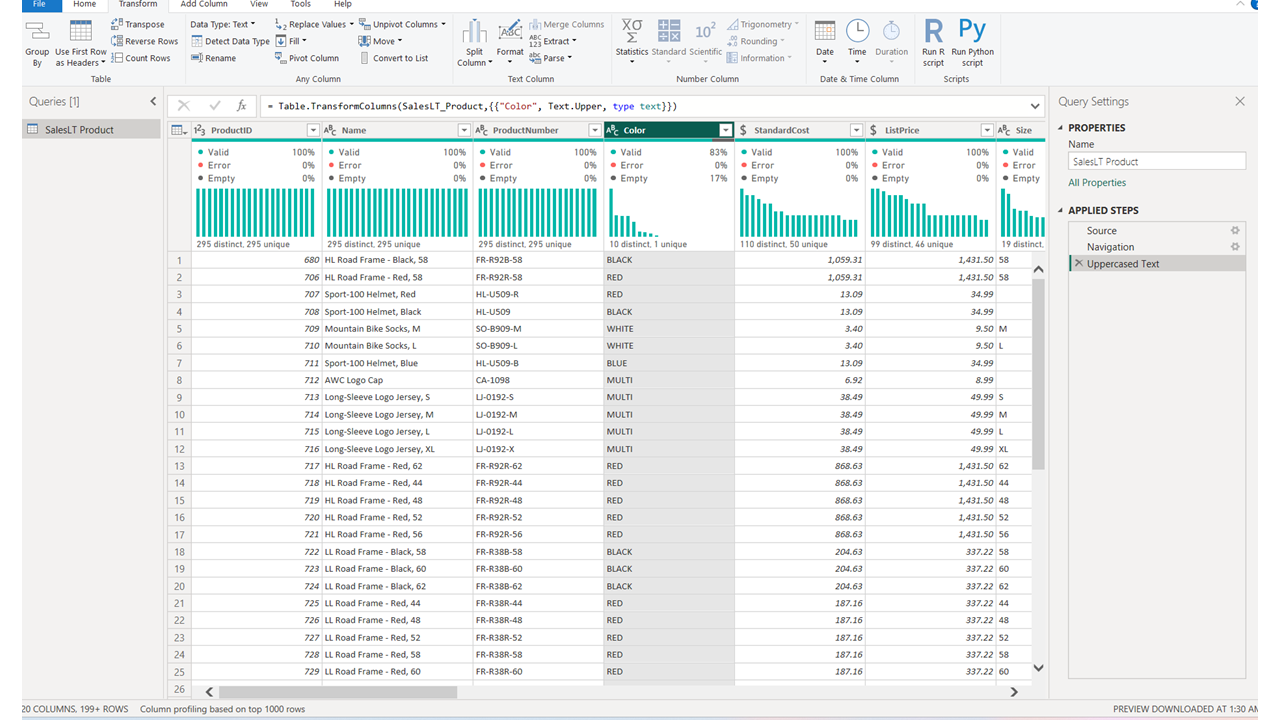 File Home Transform Add Column View Tools Help
Group By
Use First Row as Headers
Transpose
Reverse Rows
Count Rows
Table
Data Type: Text
Detect Data Type
Rename
Replace Values
Fill
Pivot Column
Unpivot Columns
Move
Convert to List
Any Column
Split Column
Format
ABC
Merge Columns
ABC 123 Extract
abc Parse
Text Column
Statistics
Standard
10² Scientific
Trigonometry
Rounding
Information
Number Column
Date
Time
Duration
Date & Time Column
R Run R script
Py Run Python script
Scripts
Queries [1]
SalesLT Product
fx = Table.TransformColumns(SalesLT_Product,{{"Color", Text.Upper, type text}})
1²3 ProductID ABC Name ABC ProductNumber ABC Color $ StandardCost $ ListPrice ABC Size
Valid 100% Valid 100% Valid 100% Valid 83% Valid 100% Valid 100% Valid
Error 0% Error 0% Error 0% Error 0% Error 0% Error 0% Error
Empty 0% Empty 0% Empty 0% Empty 17% Empty 0% Empty 0% Empty
295 distinct, 295 unique 295 distinct, 295 unique 295 distinct, 295 unique 10 distinct, 1 unique 110 distinct, 50 unique 99 distinct, 46 unique 19 distinct,
1 680 HL Road Frame - Black, 58 FR-R92B-58 BLACK 1,059.31 1,431.50 58
2 706 HL Road Frame - Red, 58 FR-R92R-58 RED 1,059.31 1,431.50 58
3 707 Sport-100 Helmet, Red HL-U509-R RED 13.09 34.99
4 708 Sport-100 Helmet, Black HL-U509 BLACK 13.09 34.99
5 709 Mountain Bike Socks, M SO-B909-M WHITE 3.40 9.50 M
6 710 Mountain Bike Socks, L SO-B909-L WHITE 3.40 9.50 L
7 711 Sport-100 Helmet, Blue HL-U509-B BLUE 13.09 34.99
8 712 AWC Logo Cap CA-1098 MULTI 6.92 8.99
9 713 Long-Sleeve Logo Jersey, S LJ-0192-S MULTI 38.49 49.99 S
10 714 Long-Sleeve Logo Jersey, M LJ-0192-M MULTI 38.49 49.99 M
11 715 Long-Sleeve Logo Jersey, L LJ-0192-L MULTI 38.49 49.99 L
12 716 Long-Sleeve Logo Jersey, XL LJ-0192-X MULTI 38.49 49.99 XL
13 717 HL Road Frame - Red, 62 FR-R92R-62 RED 868.63 1,431.50 62
14 718 HL Road Frame - Red, 44 FR-R92R-44 RED 868.63 1,431.50 44
15 719 HL Road Frame - Red, 48 FR-R92R-48 RED 868.63 1,431.50 48
16 720 HL Road Frame - Red, 52 FR-R92R-52 RED 868.63 1,431.50 52
17 721 HL Road Frame - Red, 56 FR-R92R-56 RED 868.63 1,431.50 56
18 722 LL Road Frame - Black, 58 FR-R38B-58 BLACK 204.63 337.22 58
19 723 LL Road Frame - Black, 60 FR-R38B-60 BLACK 204.63 337.22 60
20 724 LL Road Frame - Black, 62 FR-R38B-62 BLACK 204.63 337.22 62
21 725 LL Road Frame - Red, 44 FR-R38R-44 RED 187.16 337.22 44
22 726 LL Road Frame - Red, 48 FR-R38R-48 RED 187.16 337.22 48
23 727 LL Road Frame - Red, 52 FR-R38R-52 RED 187.16 337.22 52
24 728 LL Road Frame - Red, 58 FR-R38R-58 RED 187.16 337.22 58
25 729 LL Road Frame - Red, 60 FR-R38R-60 RED 187.16 337.22 60
26
Query Settings
PROPERTIES
Name
SalesLT Product
All Properties
APPLIED STEPS
Source
Navigation
Uppercased Text
20 COLUMNS, 199+ ROWS Column profiling based on top 1000 rows PREVIEW DOWNLOADED AT 1:30 AM